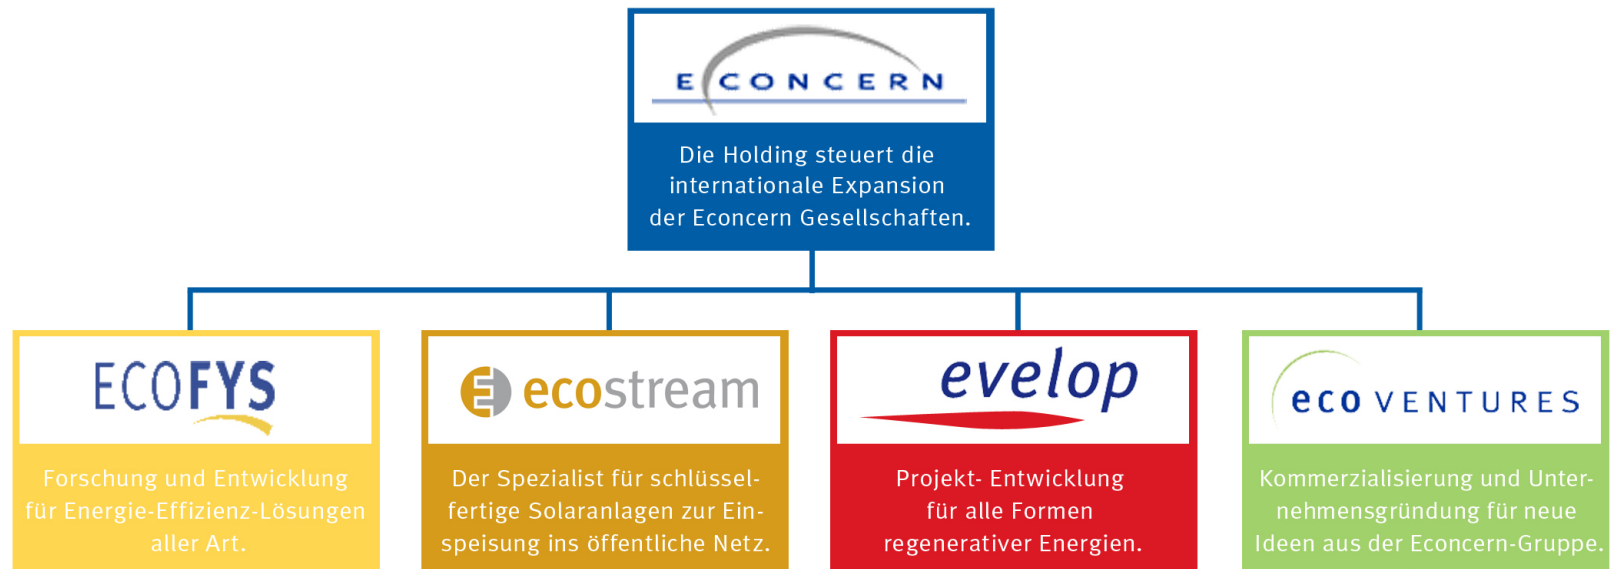 ECONCERN
Die Holding steuert die
internationale Expansion
der Econcern Gesellschaften.
ECOFYS
Forschung und Entwicklung
für Energie-Effizienz-Lösungen
aller Art.
ecostream
Der Spezialist für schlüssel-
fertige Solaranlagen zur Ein-
speisung ins öffentliche Netz.
evelop
Projekt- Entwicklung
für alle Formen
regenerativer Energien.
eco VENTURES
Kommerzialisierung und Unter-
nehmensgründung für neue
Ideen aus der Econcern-Gruppe.